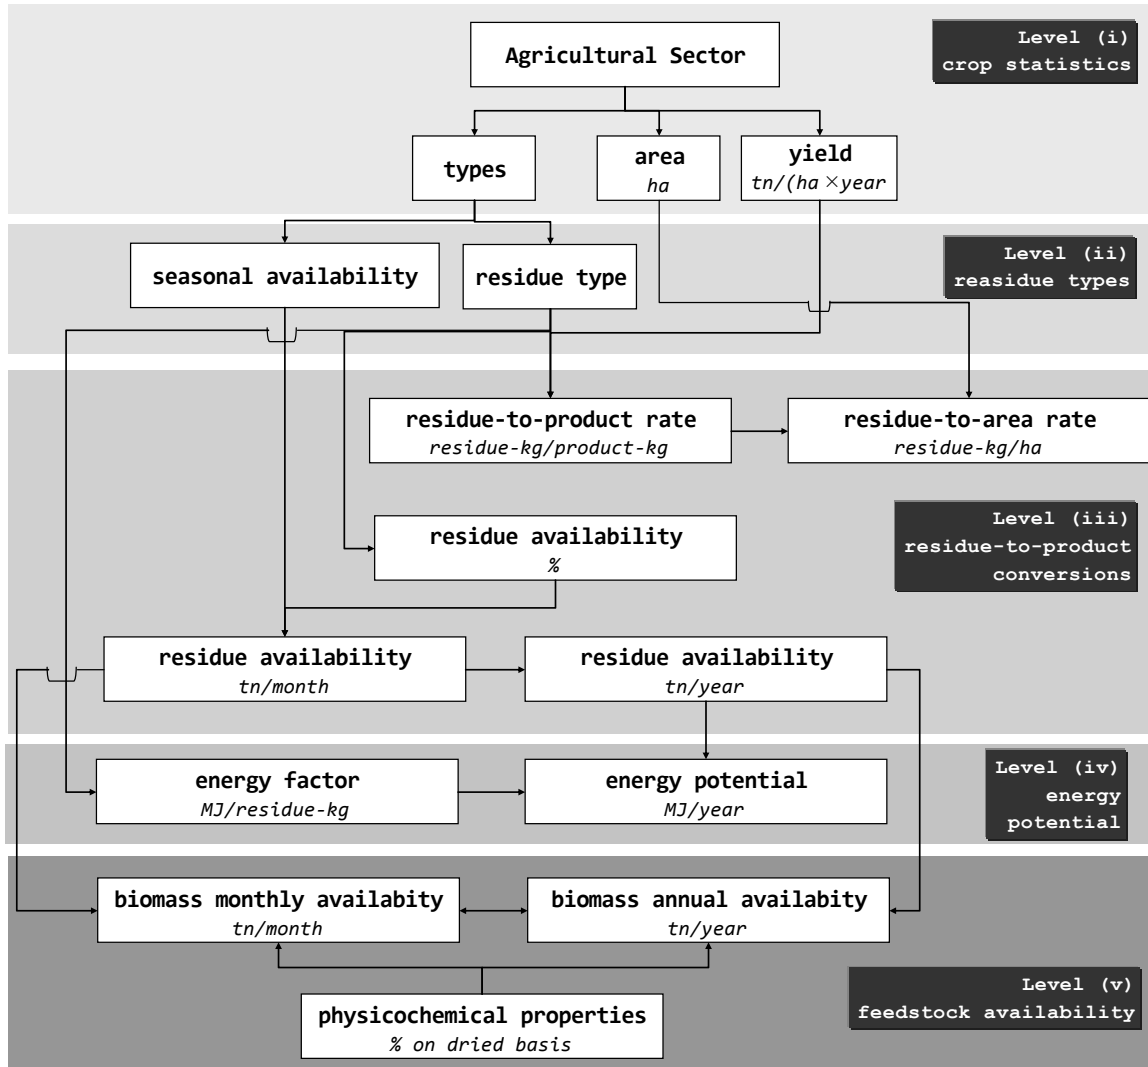 Agricultural Sector
Level (i)
crop statistics
types
area
ha
yield
tn/(ha×year
seasonal availability
residue type
Level (ii)
reasidue types
residue-to-product rate
residue-kg/product-kg
residue-to-area rate
residue-kg/ha
residue availability
%
Level (iii)
residue-to-product
conversions
residue availability
tn/month
residue availability
tn/year
energy factor
MJ/residue-kg
energy potential
MJ/year
Level (iv)
energy
potential
biomass monthly availabity
tn/month
biomass annual availabity
tn/year
physicochemical properties
% on dried basis
Level (v)
feedstock availability